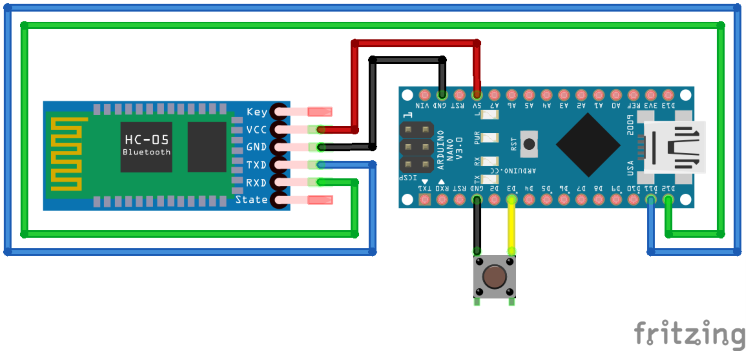 HC-05
Bluetooth
Key
VCC
GND
TXD
RXD
State
VIN
GND
RST
5V
A7
A6
A5
A4
A3
A2
A1
A0
REF
3V3
D13
1
L
PWR
RX
TX
ICSP
ARDUINO
NANO
V3.0
RST
ARDUINO.CC
2009
USA
TX1
RX0
RST
GND
D2
D3
D4
D5
D6
D7
D8
D9
D10
D11
D12
fritzing